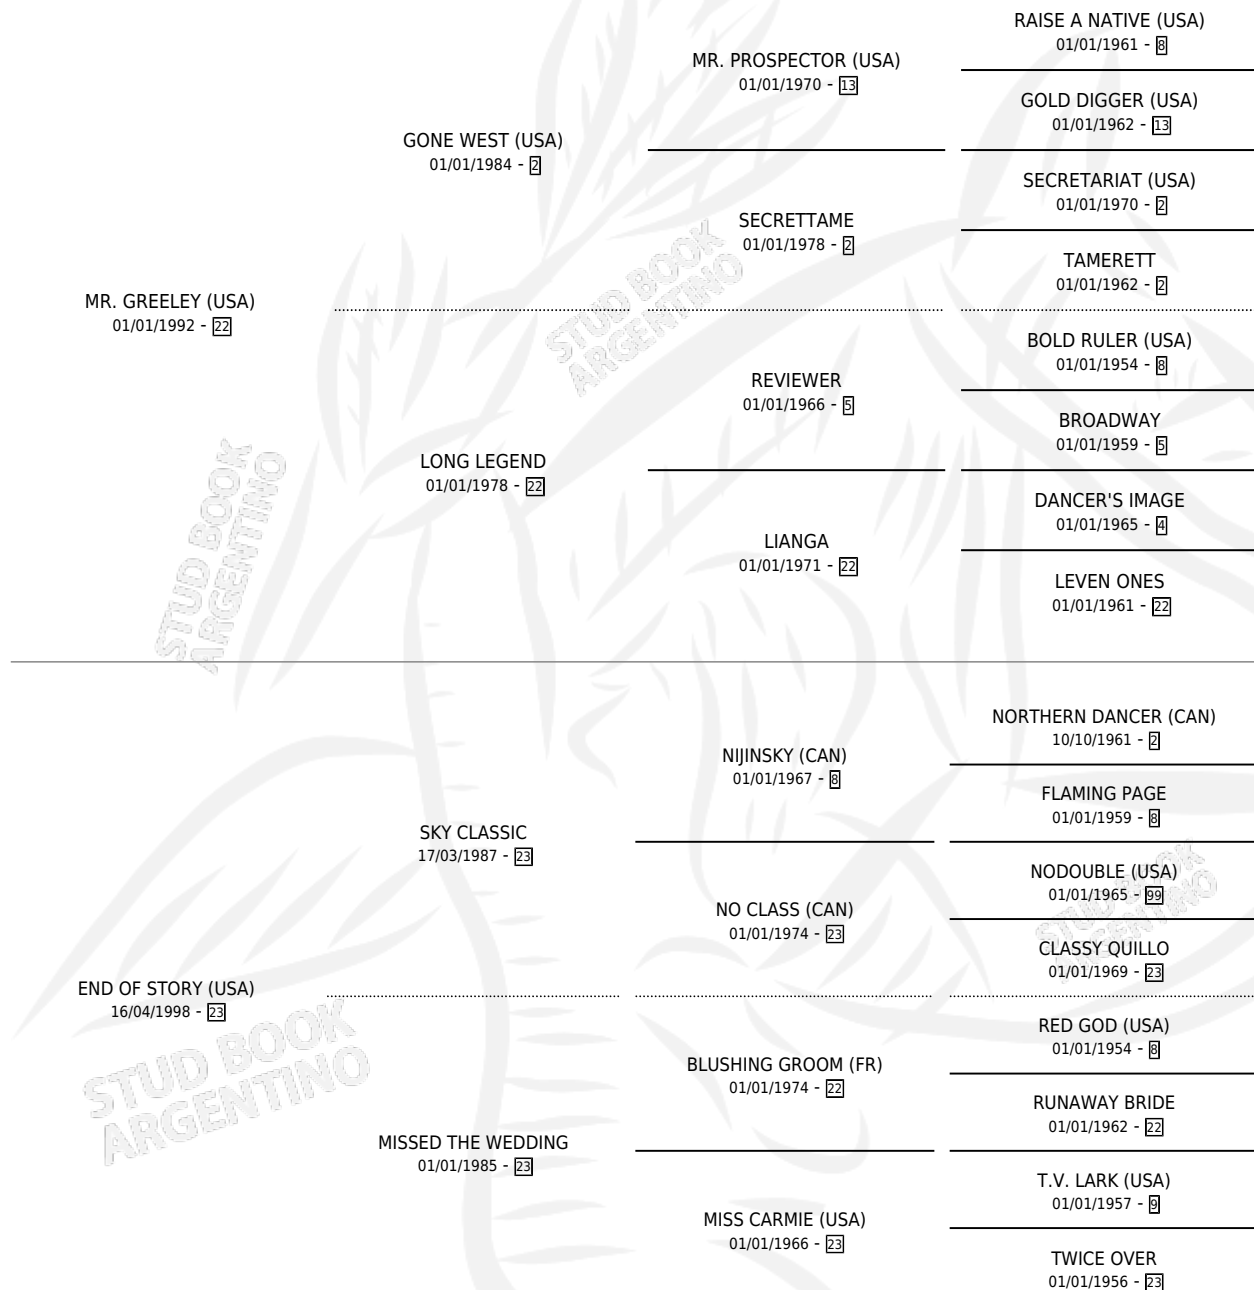 RAISE A NATIVE (USA)
01/01/1961 - 8
MR. PROSPECTOR (USA)
01/01/1970 - 13
GOLD DIGGER (USA)
01/01/1962 - 13
GONE WEST (USA)
01/01/1984 - 2
SECRETARIAT (USA)
01/01/1970 - 2
SECRETTAME
01/01/1978 - 2
TAMERETT
01/01/1962 - 2
MR. GREELEY (USA)
01/01/1992 - 22
BOLD RULER (USA)
01/01/1954 - 8
REVIEWER
01/01/1966 - 5
BROADWAY
01/01/1959 - 5
LONG LEGEND
01/01/1978 - 22
DANCER'S IMAGE
01/01/1965 - 4
LIANGA
01/01/1971 - 22
LEVEN ONES
01/01/1961 - 22
STUD BOOK
ARGENTINO
STUD BOOK
ARGENTINO
NORTHERN DANCER (CAN)
10/10/1961 - 2
NIJINSKY (CAN)
01/01/1967 - 8
FLAMING PAGE
01/01/1959 - 8
SKY CLASSIC
17/03/1987 - 23
NODOUBLE (USA)
01/01/1965 - 99
NO CLASS (CAN)
01/01/1974 - 23
CLASSY QUILLO
01/01/1969 - 23
STUD BOOK
ARGENTINO
END OF STORY (USA)
16/04/1998 - 23
RED GOD (USA)
01/01/1954 - 8
BLUSHING GROOM (FR)
01/01/1974 - 22
RUNAWAY BRIDE
01/01/1962 - 22
MISSED THE WEDDING
01/01/1985 - 23
T.V. LARK (USA)
01/01/1957 - 9
MISS CARMIE (USA)
01/01/1966 - 23
TWICE OVER
01/01/1956 - 23
STUD BOOK
ARGENTINO